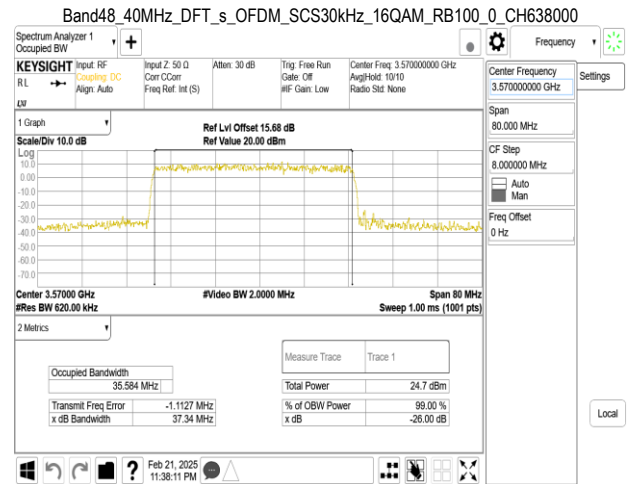 Band48_40MHz_DFT_s_OFDM_SCS30kHz_16QAM_RB100_0_CH638000
Spectrum Analyzer 1
Occupied BW
Frequency
KEYSIGHT
RL
LXI
Input: RF
Coupling: DC
Align: Auto
Input Z: 50 Ω
Corr CCorr
Freq Ref: Int (S)
Atten: 30 dB
Trig: Free Run
Gate: Off
#IF Gain: Low
Center Freq: 3.570000000 GHz
Avg|Hold: 10/10
Radio Std: None
Center Frequency
3.570000000 GHz
Settings
Span
80.000 MHz
CF Step
8.000000 MHz
Auto
Man
Freq Offset
0 Hz
Local
1 Graph
Scale/Div 10.0 dB
Ref Lvl Offset 15.68 dB
Ref Value 20.00 dBm
Log
10.0
0.00
-10.0
-20.0
-30.0
-40.0
-50.0
-60.0
-70.0
Center 3.57000 GHz
#Res BW 620.00 kHz
#Video BW 2.0000 MHz
Span 80 MHz
Sweep 1.00 ms (1001 pts)
2 Metrics
Measure Trace Trace 1
Occupied Bandwidth
35.584 MHz
Total Power 24.7 dBm
Transmit Freq Error -1.1127 MHz
% of OBW Power 99.00 %
x dB Bandwidth 37.34 MHz
x dB -26.00 dB
Feb 21, 2025
11:38:11 PM